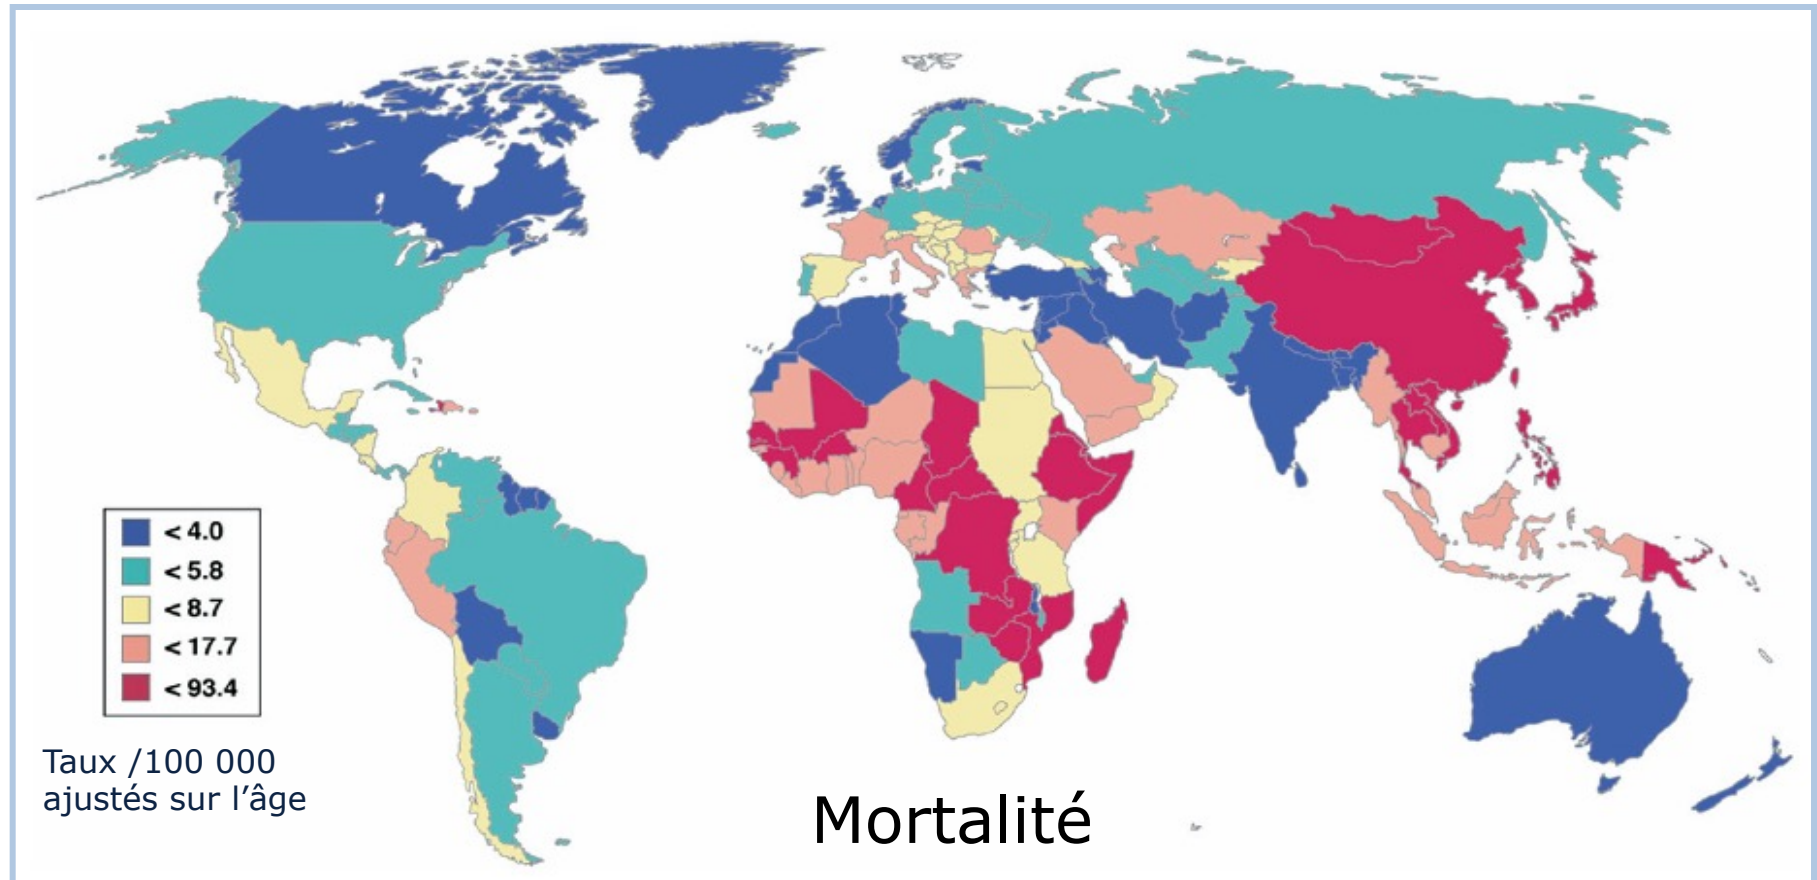 < 4.0
< 5.8
< 8.7
< 17.7
< 93.4
Taux /100 000
ajustés sur l’âge
Mortalité